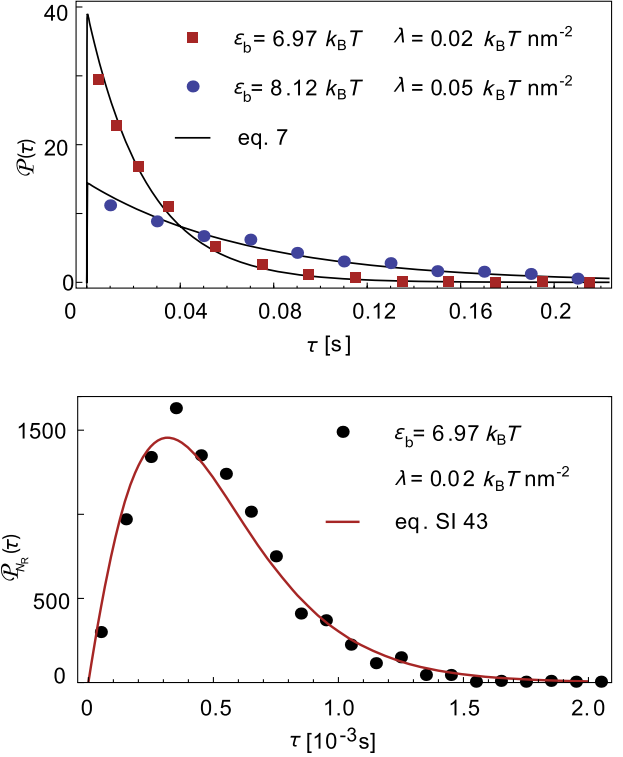 40
20
0
𝒫(τ)
ε_b = 6.97 k_BT λ = 0.02 k_BT nm^-2
ε_b = 8.12 k_BT λ = 0.05 k_BT nm^-2
eq. 7
0 0.04 0.08 0.12 0.16 0.2
τ [s]
1500
500
0
𝒫_{N_R}(τ)
ε_b = 6.97 k_BT
λ = 0.02 k_BT nm^-2
eq. SI 43
0 0.5 1.0 1.5 2.0
τ [10^-3s]